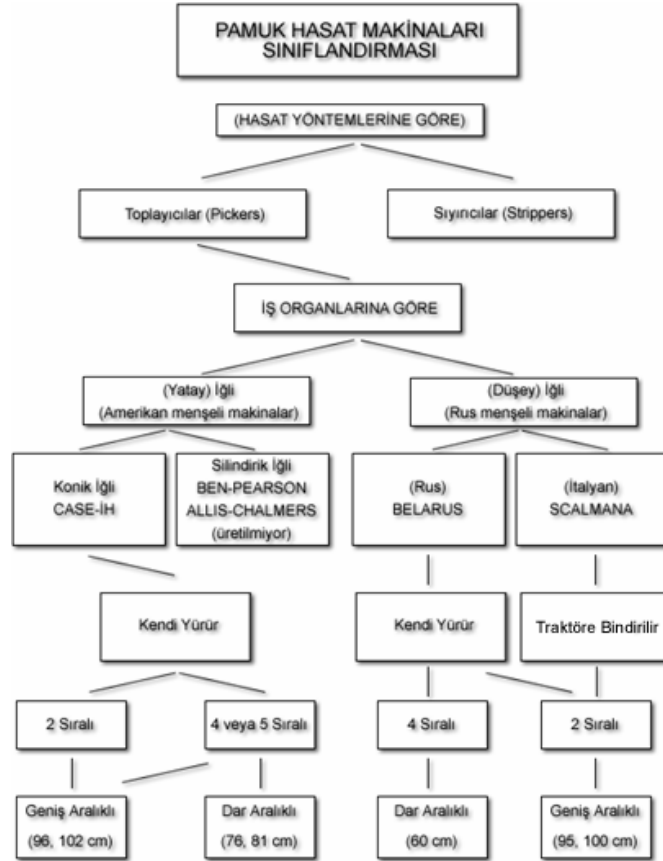 PAMUK HASAT MAKİNALARI
SINIFLANDIRMASI
(HASAT YÖNTEMLERİNE GÖRE)
Toplayıcılar (Pickers)
Sıyırıcılar (Strippers)
İŞ ORGANLARINA GÖRE
(Yatay) İğli
(Amerikan menşeli makinalar)
(Düşey) İğli
(Rus menşeli makinalar)
Konik İğli
CASE-İH
Silindirik İğli
BEN-PEARSON
ALLIS-CHALMERS
(üretilmiyor)
(Rus)
BELARUS
(İtalyan)
SCALMANA
Kendi Yürür
Kendi Yürür
Traktöre Bindirilir
2 Sıralı
4 veya 5 Sıralı
4 Sıralı
2 Sıralı
Geniş Aralıklı
(96, 102 cm)
Dar Aralıklı
(76, 81 cm)
Dar Aralıklı
(60 cm)
Geniş Aralıklı
(95, 100 cm)